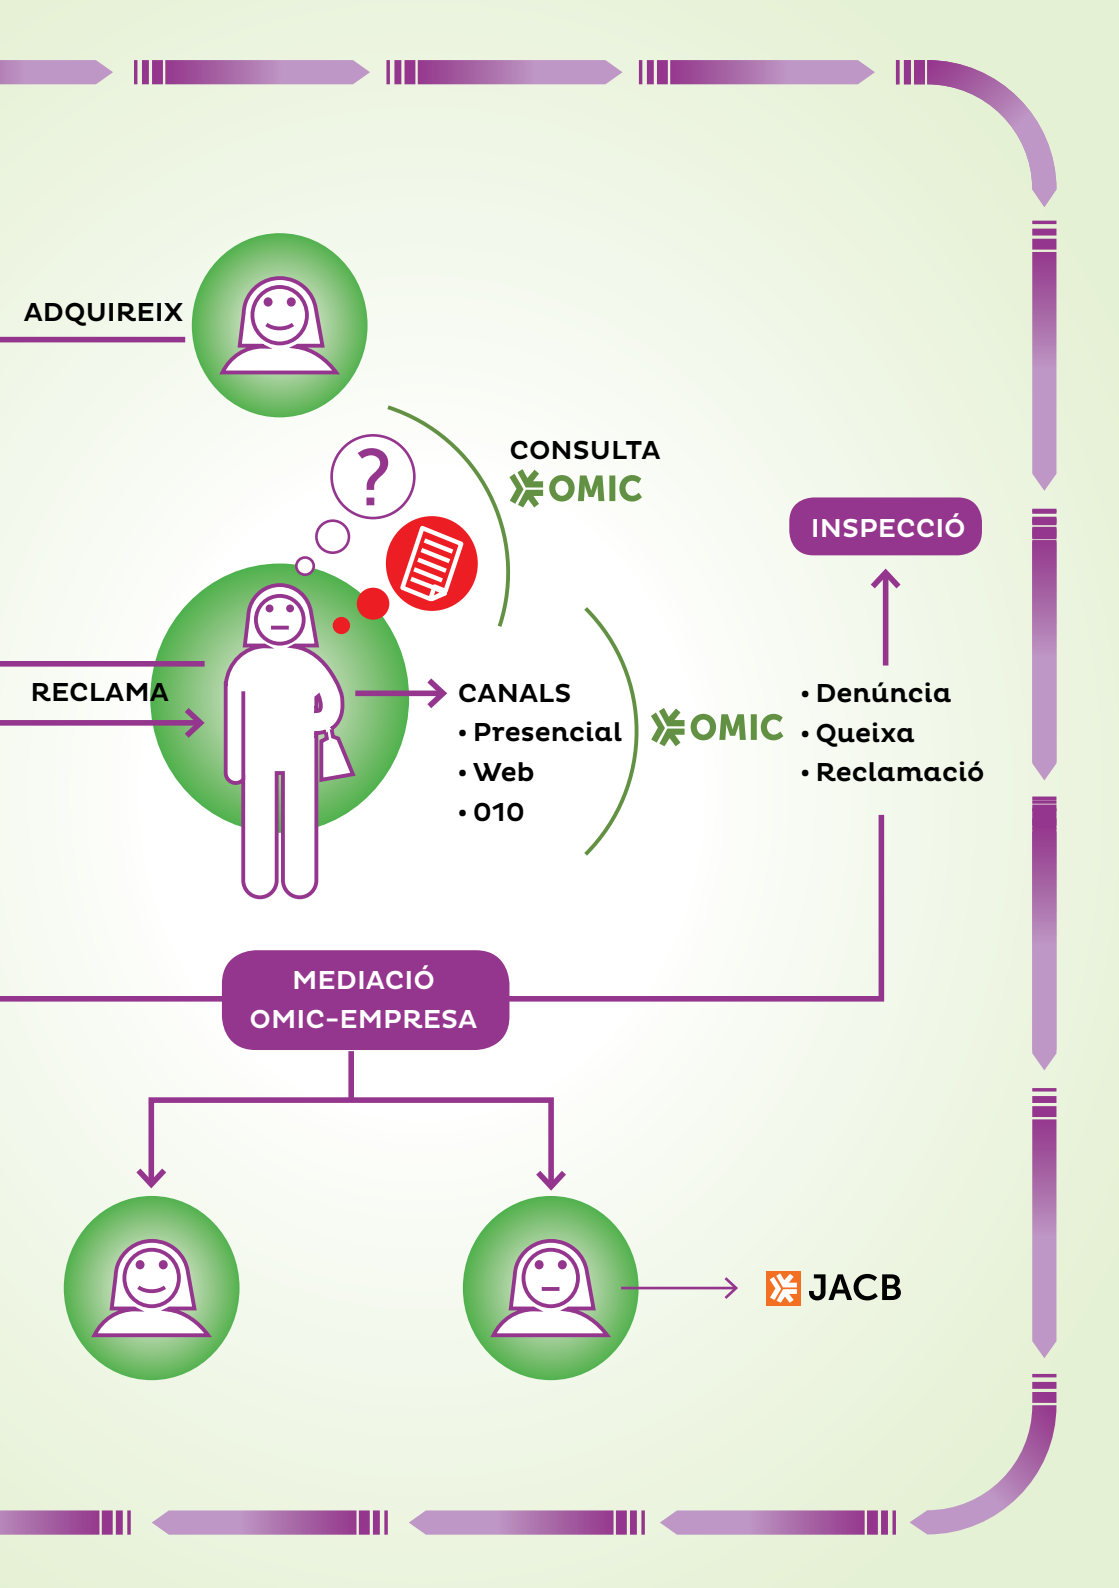 ADQUIREIX
?
CONSULTA
OMIC
INSPECCIÓ
RECLAMA
CANALS
• Presencial
• Web
• 010
OMIC
• Denúncia
• Queixa
• Reclamació
MEDIACIÓ
OMIC-EMPRESA
JACB